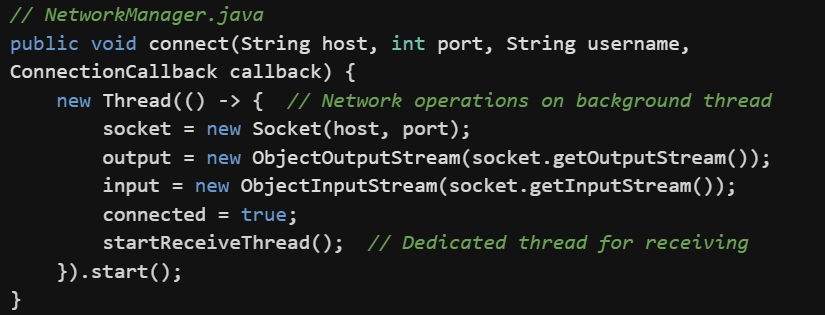 // NetworkManager.java
public void connect(String host, int port, String username,
ConnectionCallback callback) {
    new Thread(() -> {  // Network operations on background thread
        socket = new Socket(host, port);
        output = new ObjectOutputStream(socket.getOutputStream());
        input = new ObjectInputStream(socket.getInputStream());
        connected = true;
        startReceiveThread();  // Dedicated thread for receiving
    }).start();
}